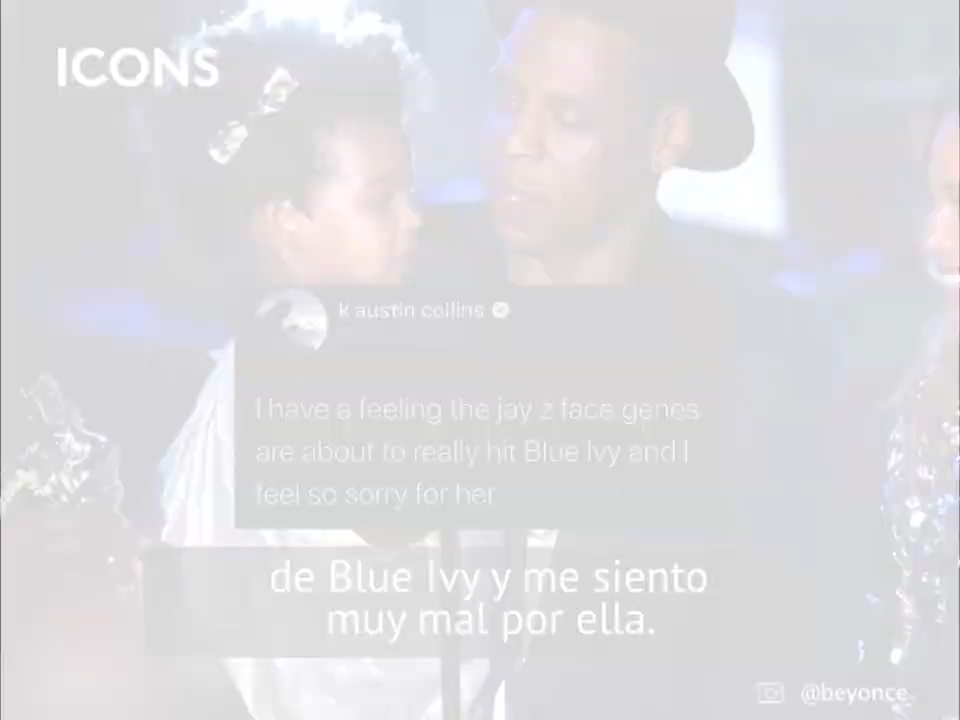 ICONS
k austin collins
I have a feeling the jay z face genes
are about to really hit Blue Ivy and I
feel so sorry for her
de Blue Ivy y me siento
muy mal por ella.
@beyonce